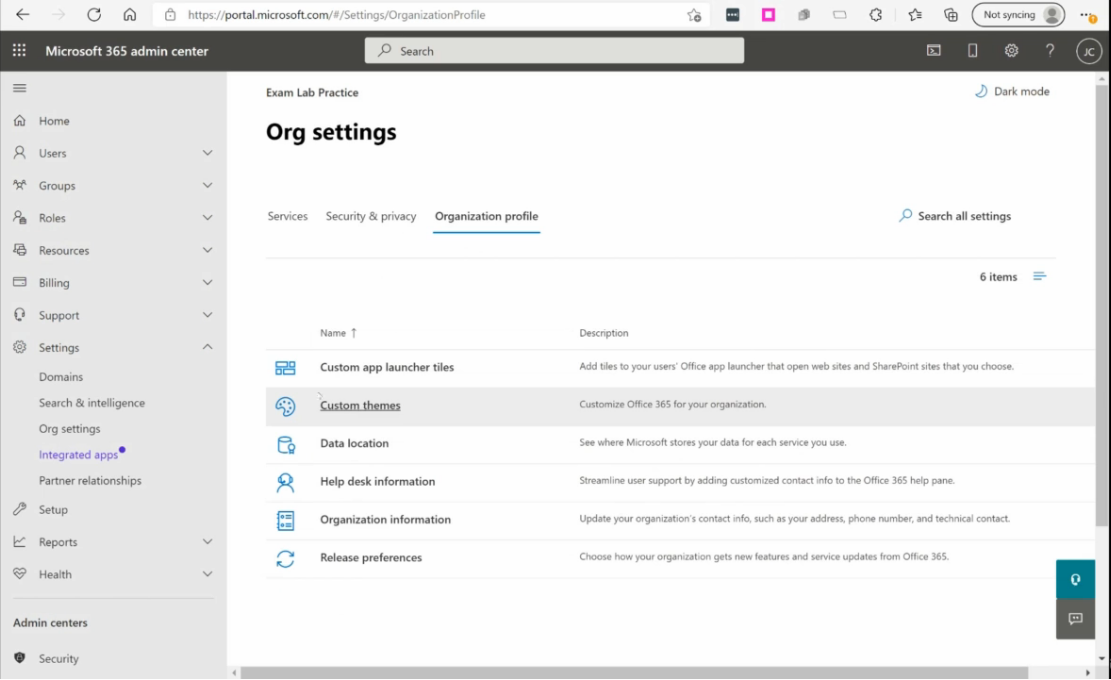 https://portal.microsoft.com/#/Settings/OrganizationProfile
Not syncing
Microsoft 365 admin center
Search
JC
Home
Users
Groups
Roles
Resources
Billing
Support
Settings
Domains
Search & intelligence
Org settings
Integrated apps
Partner relationships
Setup
Reports
Health
Admin centers
Security
Exam Lab Practice
Dark mode
Org settings
Services Security & privacy Organization profile
Search all settings
6 items
Name ↑ Description
Custom app launcher tiles Add tiles to your users' Office app launcher that open web sites and SharePoint sites that you choose.
Custom themes Customize Office 365 for your organization.
Data location See where Microsoft stores your data for each service you use.
Help desk information Streamline user support by adding customized contact info to the Office 365 help pane.
Organization information Update your organization's contact info, such as your address, phone number, and technical contact.
Release preferences Choose how your organization gets new features and service updates from Office 365.